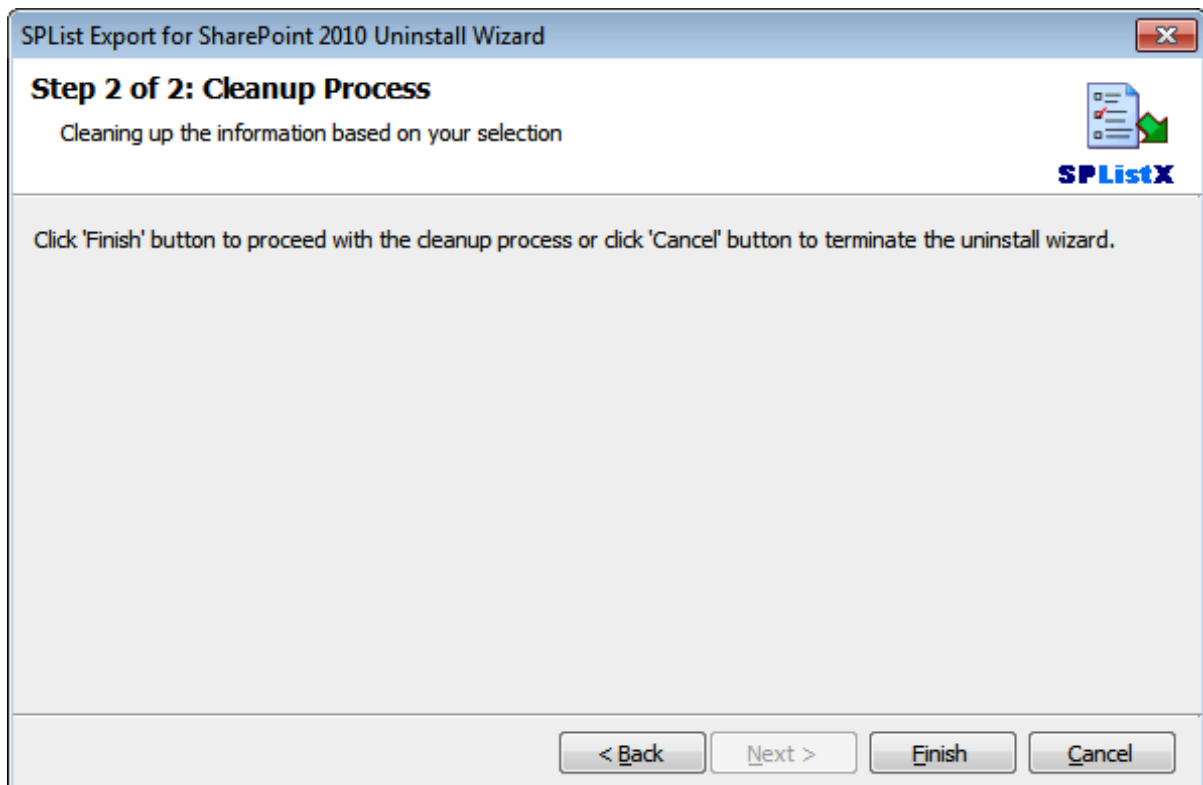 SPList Export for SharePoint 2010 Uninstall Wizard
Step 2 of 2: Cleanup Process
Cleaning up the information based on your selection
SPListX
Click 'Finish' button to proceed with the cleanup process or click 'Cancel' button to terminate the uninstall wizard.
< Back Next > Finish Cancel